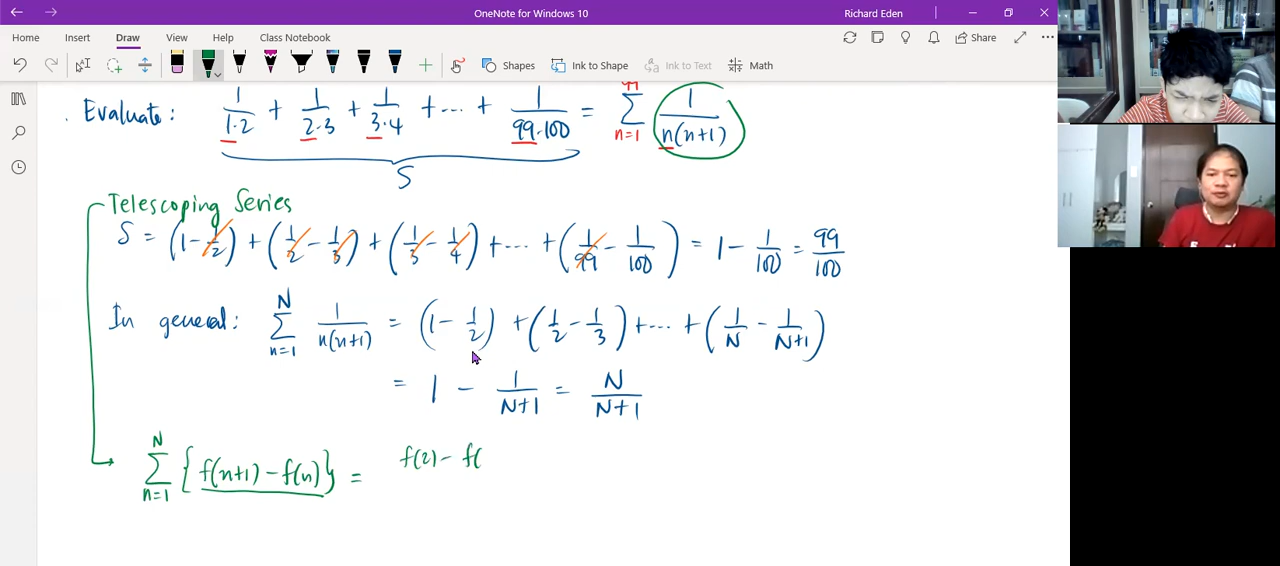 OneNote for Windows 10
Richard Eden
Home Insert Draw View Help Class Notebook Share
Shapes Ink to Shape Ink to Text Math
. Evaluate: 1/(1·2) + 1/(2·3) + 1/(3·4) + .... + 1/(99·100) = ∑_{n=1}^{99} 1/(n(n+1))
S
Telescoping Series
S = (1 - 1/2) + (1/2 - 1/3) + (1/3 - 1/4) + .... + (1/99 - 1/100) = 1 - 1/100 = 99/100
In general: ∑_{n=1}^{N} 1/(n(n+1)) = (1 - 1/2) + (1/2 - 1/3) + .... + (1/N - 1/(N+1))
= 1 - 1/(N+1) = N/(N+1)
∑_{n=1}^{N} { f(n+1) - f(n) } = f(2) - f(